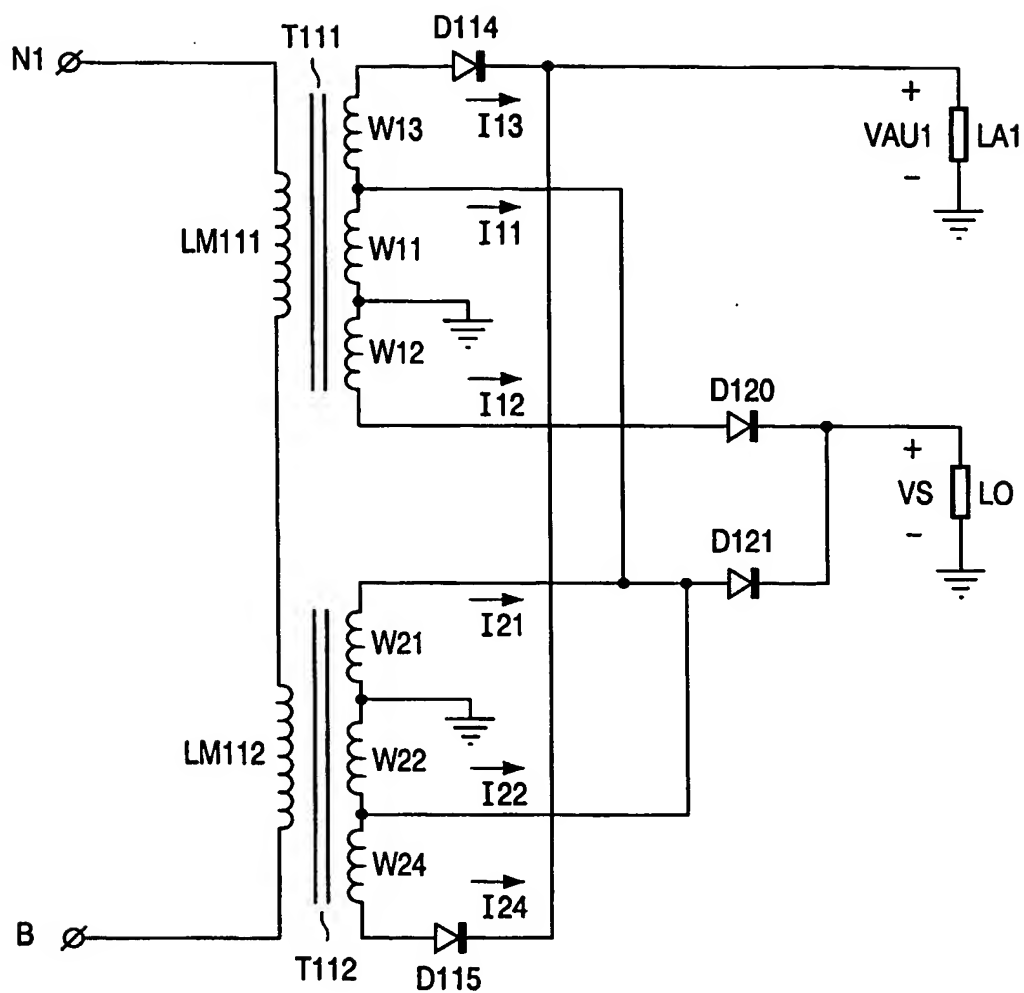 N1
T111
D114
I13
W13
+
VAU1
LA1
−
LM111
W11
I11
W12
I12
D120
+
VS
LO
−
D121
I21
W21
LM112
W22
I22
W24
I24
B
T112
D115